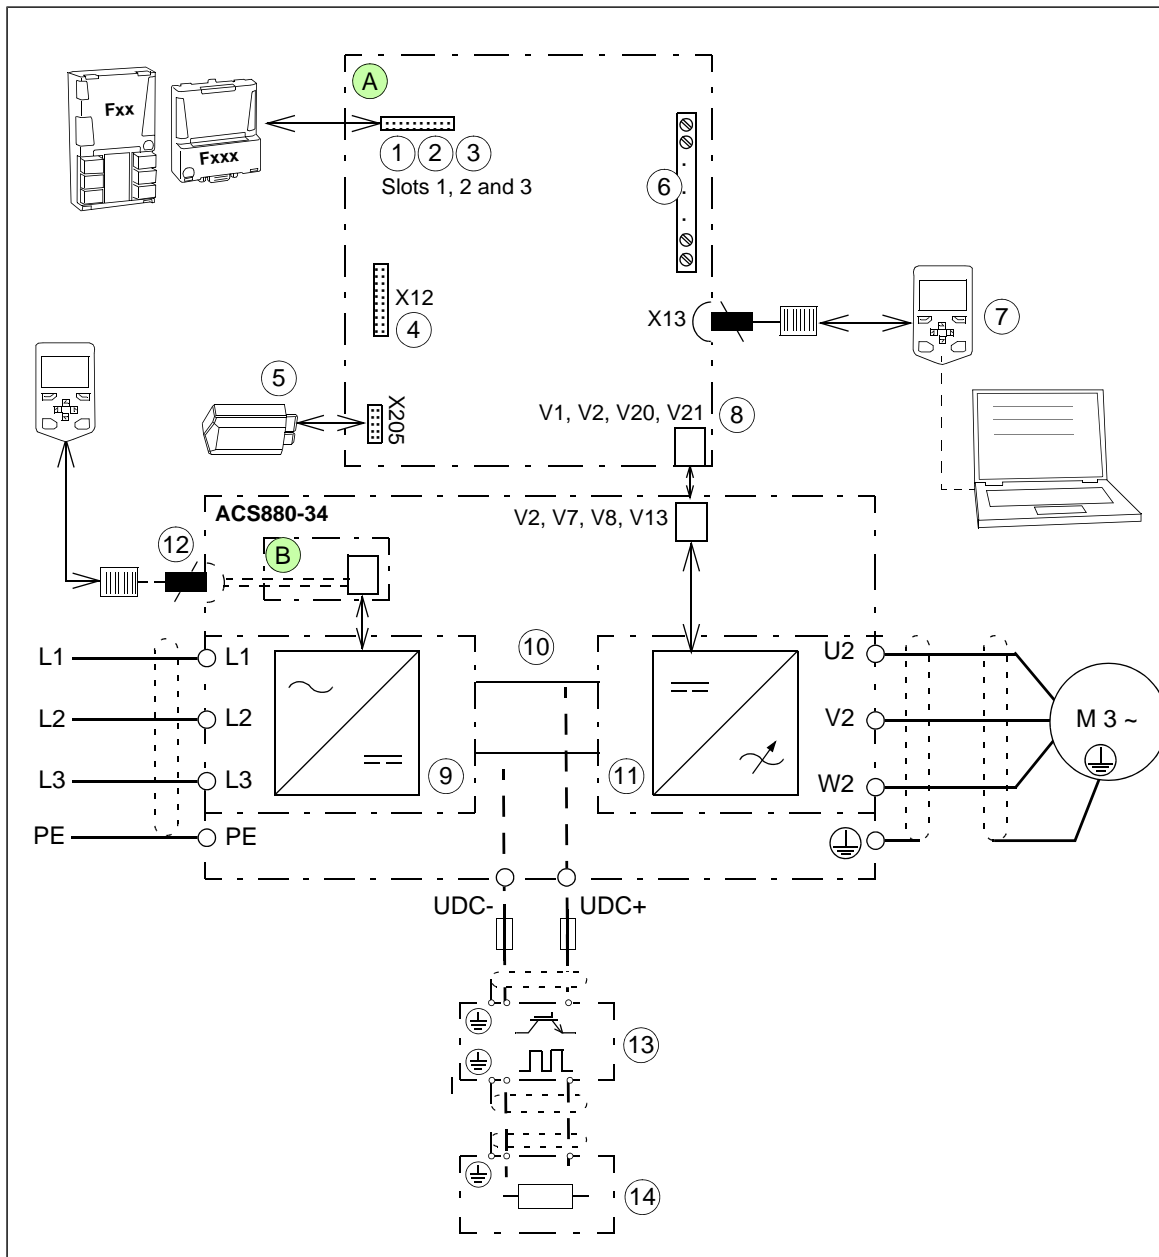 A
Fxx
Fxxx
1 2 3
Slots 1, 2 and 3
6
X12
4
X13
7
5
X205
V1, V2, V20, V21
8
ACS880-34
V2, V7, V8, V13
12
B
10
L1
L1
U2
L2
L2
V2
M 3 ~
L3
L3
9
11
W2
PE
PE
UDC-
UDC+
13
14